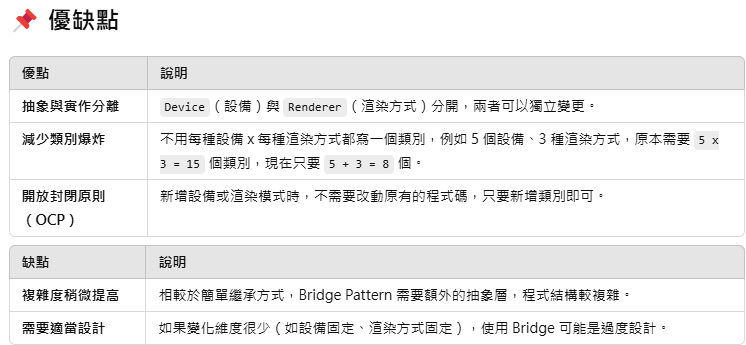 📌 優缺點
優點 說明
抽象與實作分離 Device（設備）與 Renderer（渲染方式）分開，兩者可以獨立變更。
減少類別爆炸 不用每種設備 x 每種渲染方式都寫一個類別，例如 5 個設備、3 種渲染方式，原本需要 5 x
3 = 15 個類別，現在只要 5 + 3 = 8 個。
開放封閉原則 新增設備或渲染模式時，不需要改動原有的程式碼，只要新增類別即可。
（OCP）
缺點 說明
複雜度稍微提高 相較於簡單繼承方式，Bridge Pattern 需要額外的抽象層，程式結構較複雜。
需要適當設計 如果變化維度很少（如設備固定、渲染方式固定），使用 Bridge 可能是過度設計。